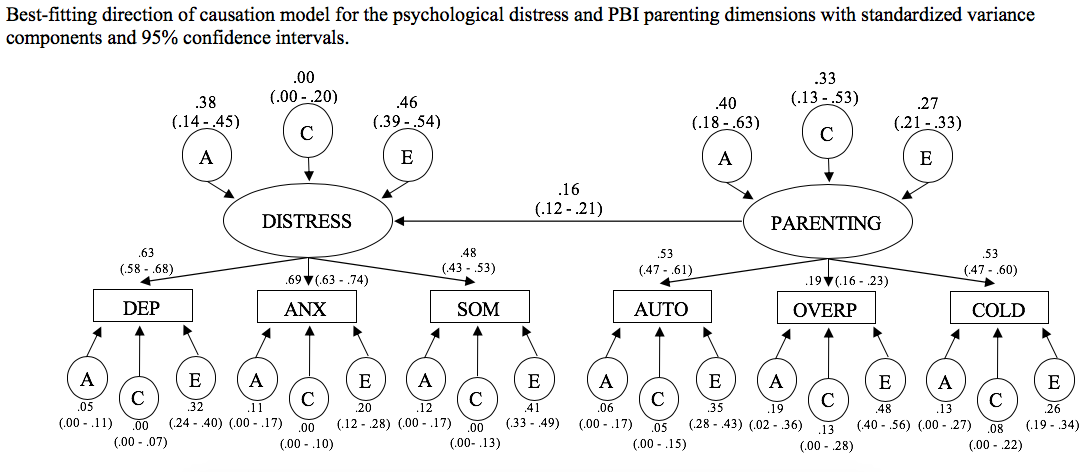 Best-fitting direction of causation model for the psychological distress and PBI parenting dimensions with standardized variance
components and 95% confidence intervals.
.00
(.00 - .20)
.33
(.13 - .53)
.38
(.14 - .45)
.46
(.39 - .54)
.40
(.18 - .63)
.27
(.21 - .33)
C
C
A
E
A
E
.16
(.12 - .21)
DISTRESS
PARENTING
.63
(.58 - .68)
.48
(.43 - .53)
.53
(.47 - .61)
.53
(.47 - .60)
.69 (.63 - .74)
.19 (.16 - .23)
DEP
ANX
SOM
AUTO
OVERP
COLD
A C E A C E A C E A C E A C E A C E
.05 .32 .11 .20 .12 .41 .06 .35 .19 .48 .13 .26
(.00 - .11) .00 (.24 - .40) (.00 - .17) .00 (.12 - .28) (.00 - .17) .00 (.33 - .49) (.00 - .17) .05 (.28 - .43) (.02 - .36) .13 (.40 - .56) (.00 - .27) .08 (.19 - .34)
(.00 - .07) (.00 - .10) (.00- .13) (.00 - .15) (.00 - .28) (.00 - .22)